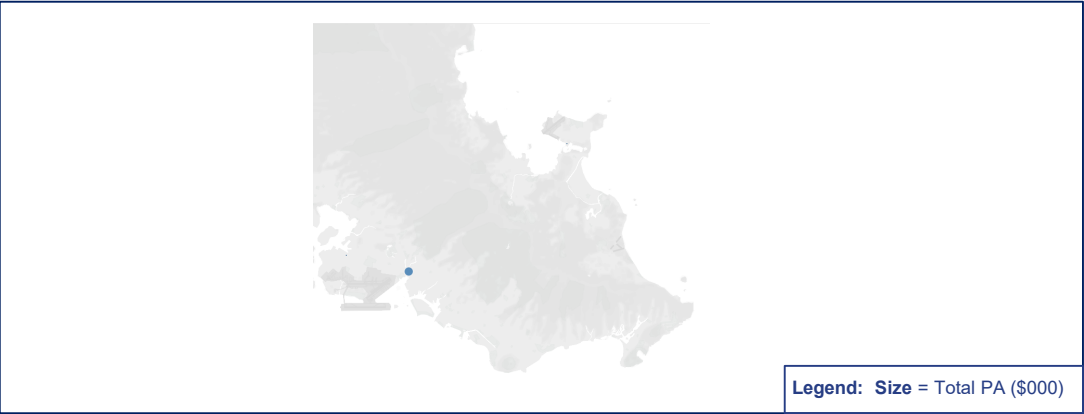 Legend: Size = Total PA ($000)